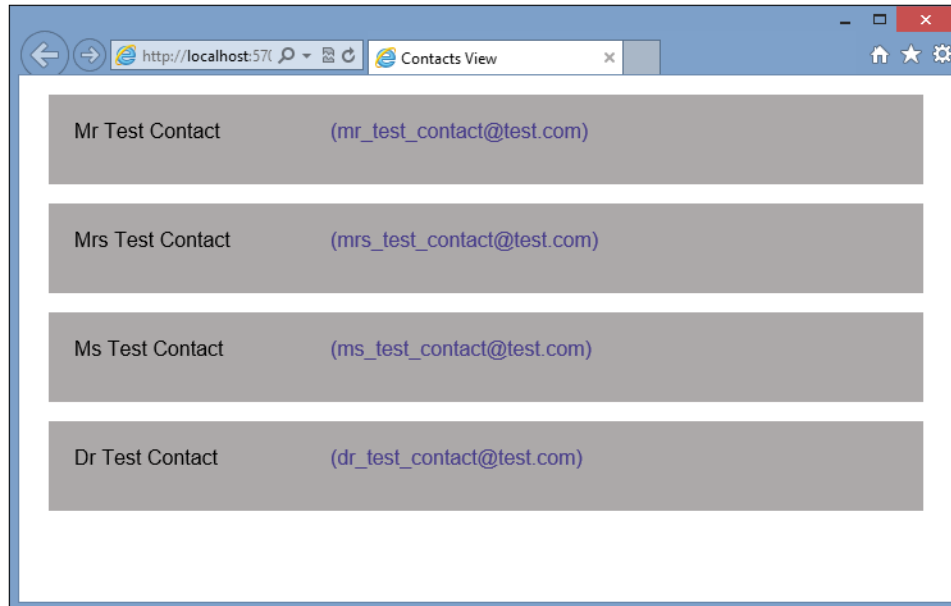 http://localhost:570
Contacts View
Mr Test Contact (mr_test_contact@test.com)
Mrs Test Contact (mrs_test_contact@test.com)
Ms Test Contact (ms_test_contact@test.com)
Dr Test Contact (dr_test_contact@test.com)